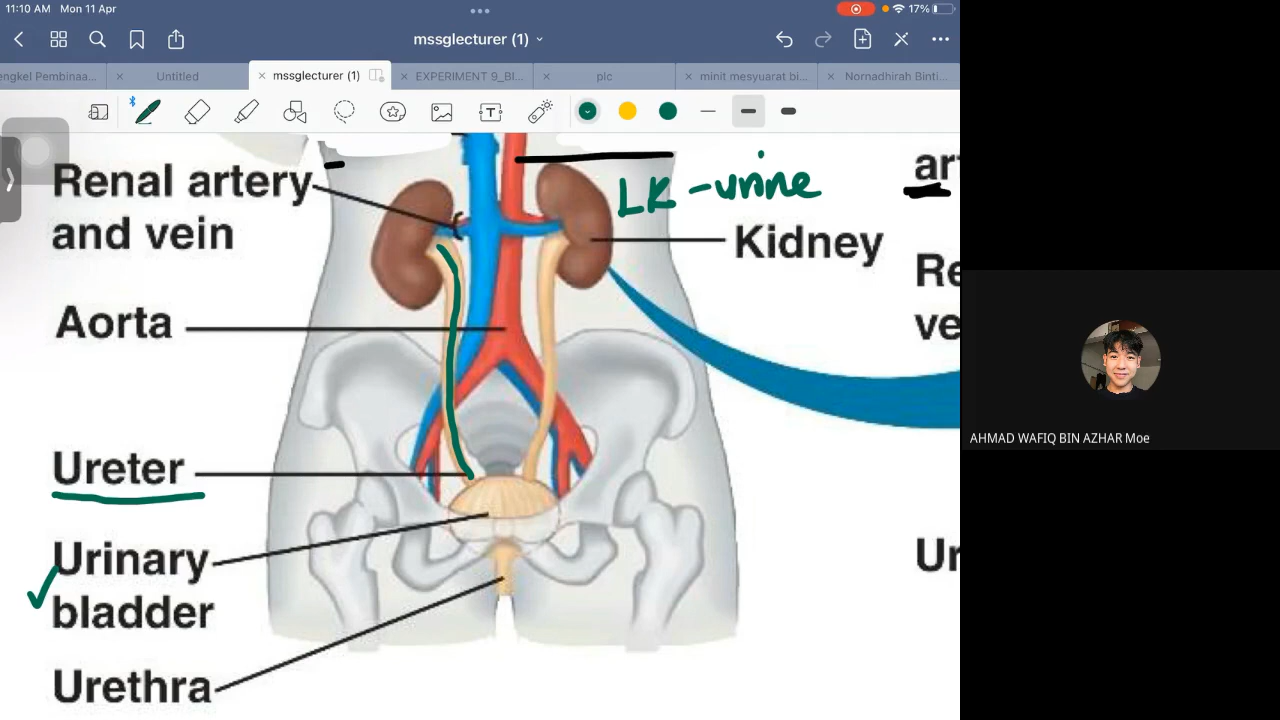 11:10 AM Mon 11 Apr
17%
mssglecturer (1)
engkel Pembinaa...
Untitled
mssglecturer (1)
EXPERIMENT 9_BI...
plc
minit mesyuarat bi...
Nornadhirah Binti...
Renal artery
and vein
LK - urine
Kidney
Aorta
Ureter
Urinary
bladder
Urethra
ar
Re
ve
Ur
AHMAD WAFIQ BIN AZHAR Moe